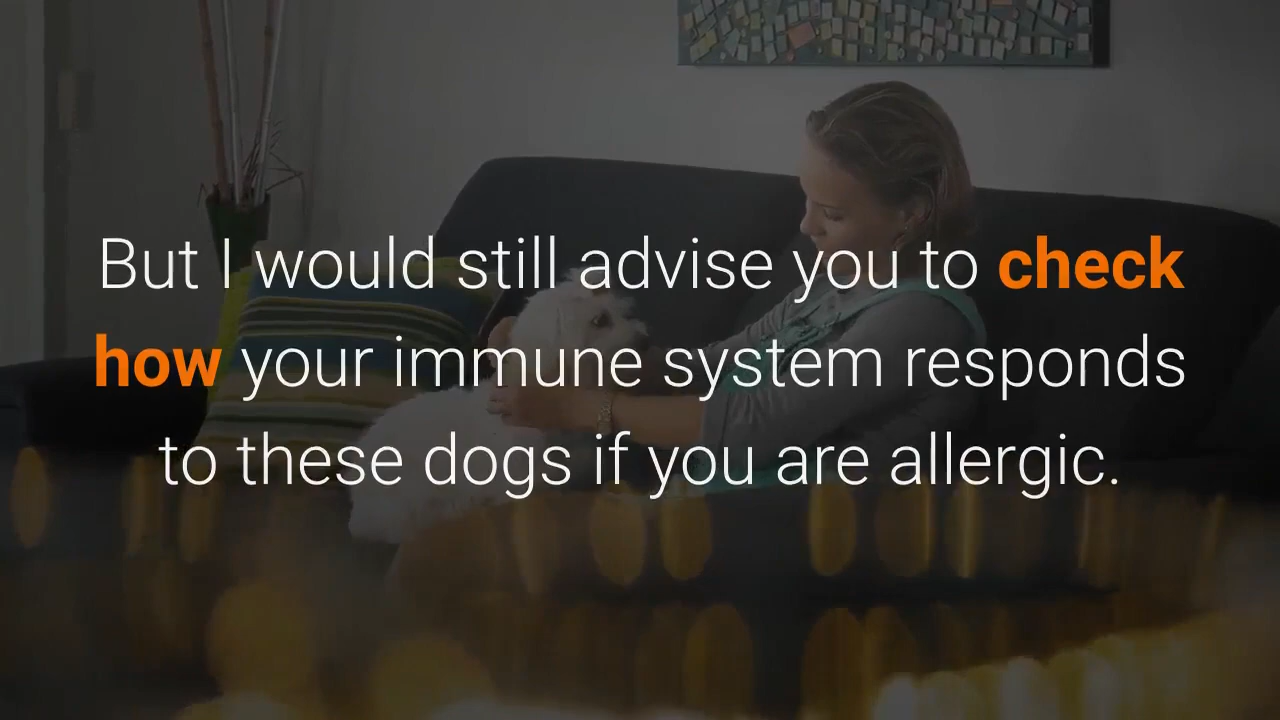 But I would still advise you to check
how your immune system responds
to these dogs if you are allergic.